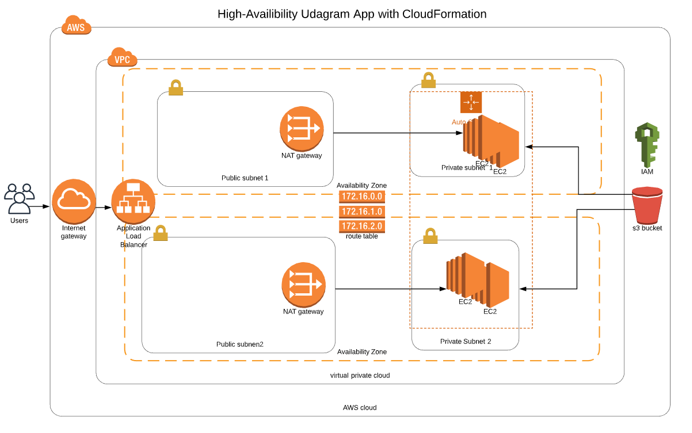 High-Availibility Udagram App with CloudFormation
AWS
VPC
NAT gateway
Public subnet 1
Auto
EC2
EC2
Private subnet 1
Availability Zone
172.16.0.0
172.16.1.0
172.16.2.0
route table
Users
Internet
gateway
Application
Load
Balancer
IAM
s3 bucket
NAT gateway
Public subnen2
EC2
EC2
Private Subnet 2
Availability Zone
virtual private cloud
AWS cloud